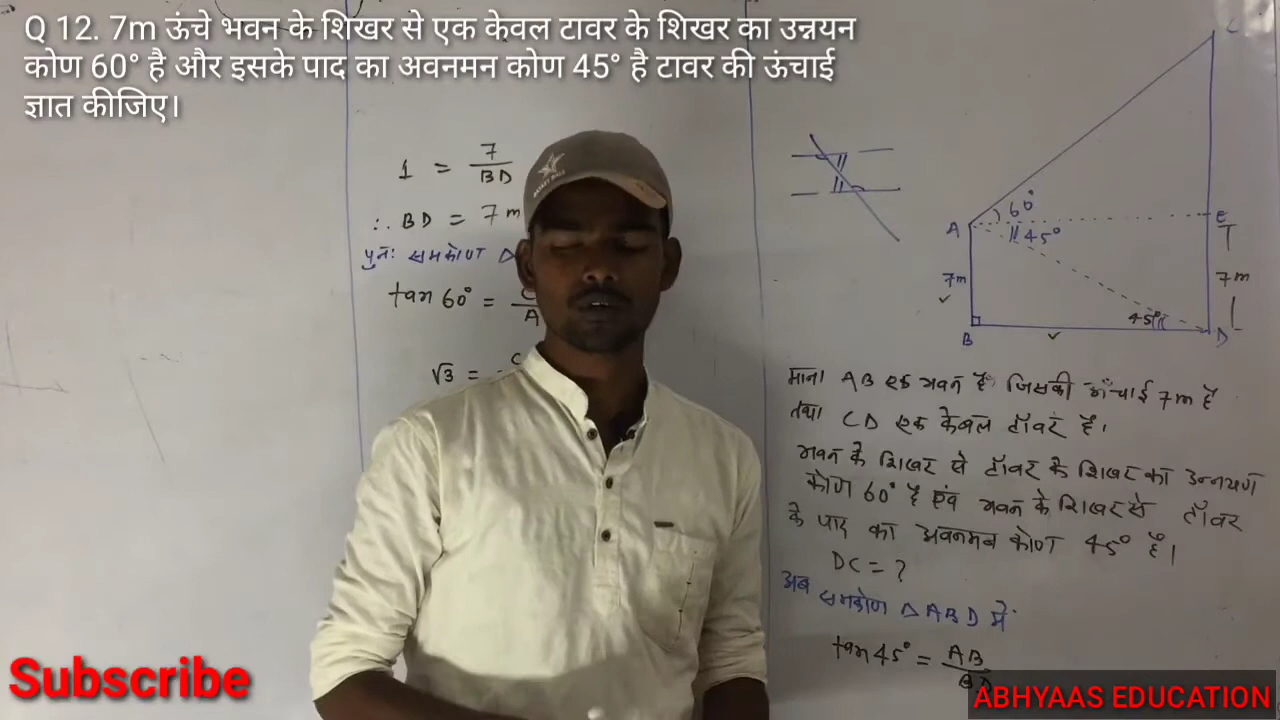 Q 12. 7m ऊंचे भवन के शिखर से एक केवल टावर के शिखर का उन्नयन
कोण 60° है और इसके पाद का अवनमन कोण 45° है टावर की ऊंचाई
ज्ञात कीजिए।
1 = 7/BD
∴ BD = 7m
पुनः समकोण Δ
tan 60° = C/A
√3 = C
C
60°
A
45°
E
7m
7m
45°
B
D
माना AB एक भवन है जिसकी ऊँचाई 7m है
तथा CD एक केबल टॉवर है।
भवन के शिखर से टॉवर के शिखर का उन्नयण
कोण 60° है एवं भवन के शिखर से टॉवर
के पाद का अवनमन कोण 45° है।
DC = ?
अब समकोण Δ ABD में
tan 45° = AB/BD
Subscribe
ABHYAAS EDUCATION